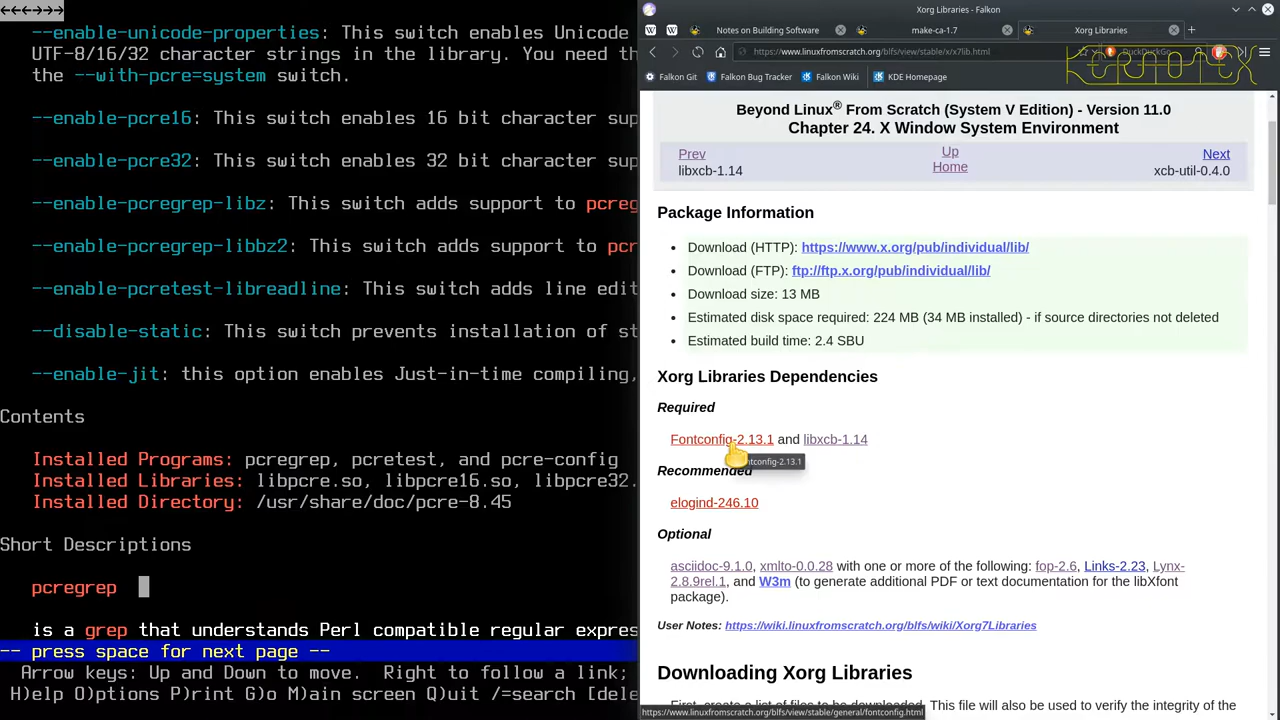 ←←←→→→
--enable-unicode-properties: This switch enables Unicode
UTF-8/16/32 character strings in the library. You need th
the --with-pcre=system switch.
--enable-pcre16: This switch enables 16 bit character sup
--enable-pcre32: This switch enables 32 bit character sup
--enable-pcregrep-libz: This switch adds support to pcreg
--enable-pcregrep-libbz2: This switch adds support to pcr
--enable-pcretest-libreadline: This switch adds line edit
--disable-static: This switch prevents installation of st
--enable-jit: this option enables Just-in-time compiling,
Contents
Installed Programs: pcregrep, pcretest, and pcre-config
Installed Libraries: libpcre.so, libpcre16.so, libpcre32.
Installed Directory: /usr/share/doc/pcre-8.45
Short Descriptions
pcregrep
is a grep that understands Perl compatible regular expres
-- press space for next page --
Arrow keys: Up and Down to move. Right to follow a link;
H)elp O)ptions P)rint G)o M)ain screen Q)uit /=search [dele
Xorg Libraries - Falkon
Notes on Building Software
make-ca-1.7
Xorg Libraries
https://www.linuxfromscratch.org/blfs/view/stable/x/x7lib.html
DuckDuckGo
Falkon Git
Falkon Bug Tracker
Falkon Wiki
KDE Homepage
Beyond Linux® From Scratch (System V Edition) - Version 11.0
Chapter 24. X Window System Environment
Prev
Up
Next
libxcb-1.14
Home
xcb-util-0.4.0
Package Information
• Download (HTTP): https://www.x.org/pub/individual/lib/
• Download (FTP): ftp://ftp.x.org/pub/individual/lib/
• Download size: 13 MB
• Estimated disk space required: 224 MB (34 MB installed) - if source directories not deleted
• Estimated build time: 2.4 SBU
Xorg Libraries Dependencies
Required
Fontconfig-2.13.1 and libxcb-1.14
ntconfig-2.13.1
Recommended
elogind-246.10
Optional
asciidoc-9.1.0, xmlto-0.0.28 with one or more of the following: fop-2.6, Links-2.23, Lynx-
2.8.9rel.1, and W3m (to generate additional PDF or text documentation for the libXfont
package).
User Notes: https://wiki.linuxfromscratch.org/blfs/wiki/Xorg7Libraries
Downloading Xorg Libraries
First, create a list of files to be downloaded. This file will also be used to verify the integrity of the
https://www.linuxfromscratch.org/blfs/view/stable/general/fontconfig.html